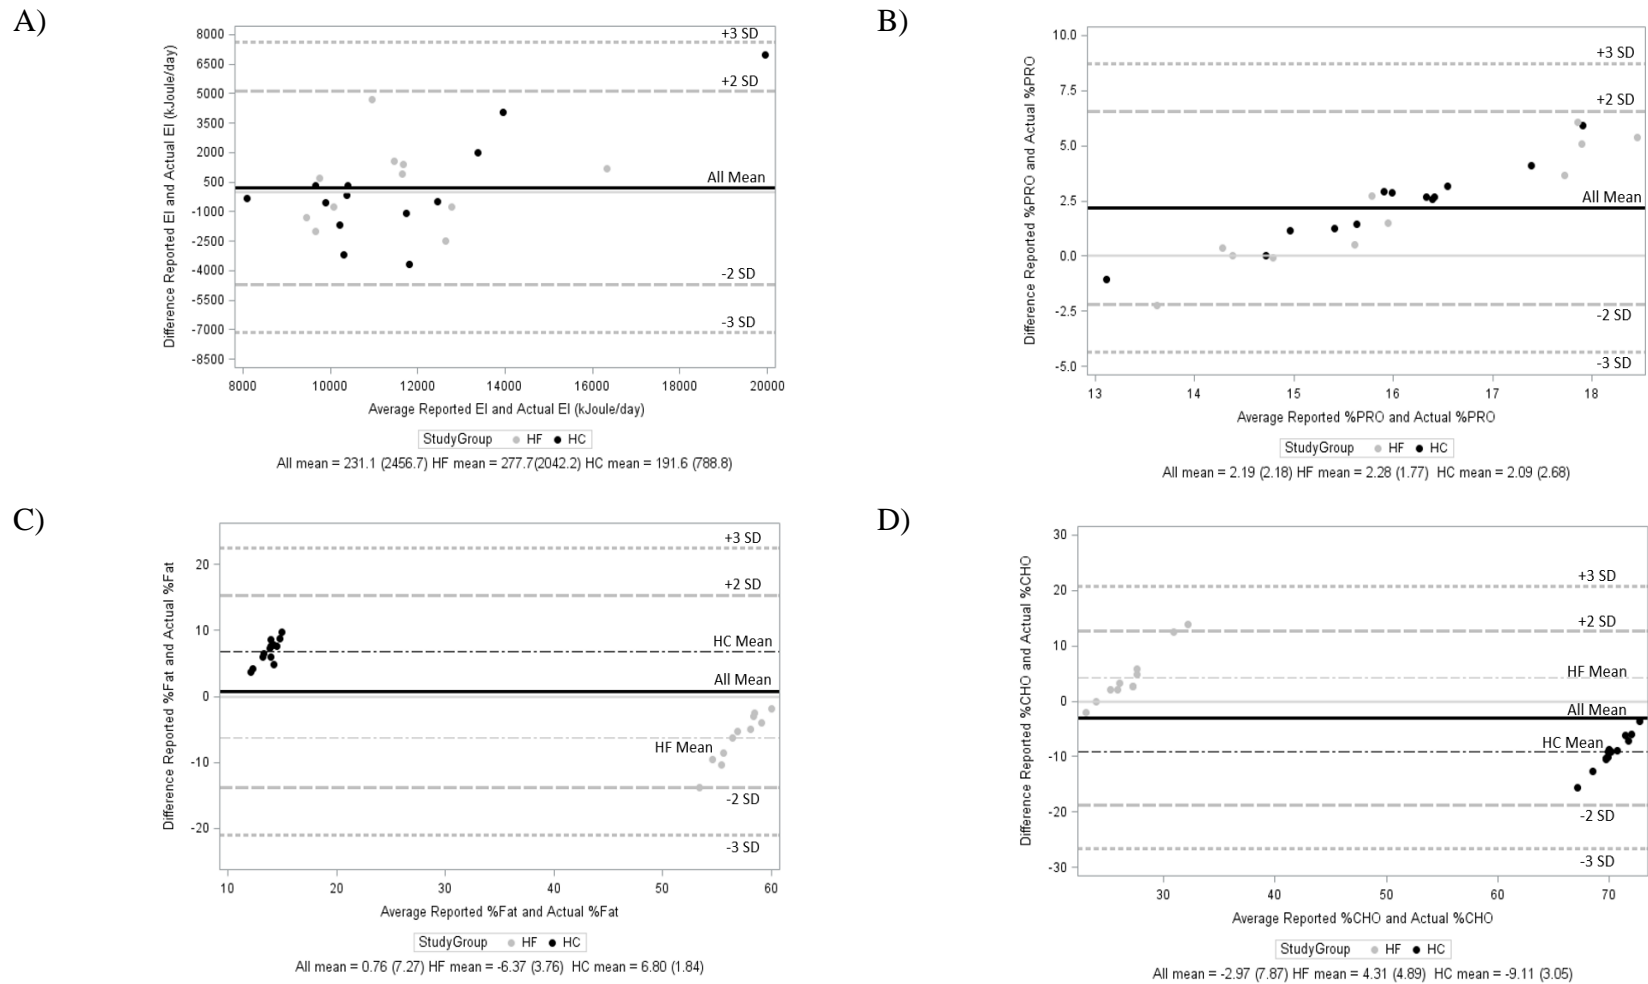 A)
Difference Reported EI and Actual EI (kJoule/day)
8000
6500
5000
3500
2000
500
-1000
-2500
-4000
-5500
-7000
-8500
+3 SD
+2 SD
All Mean
-2 SD
-3 SD
8000 10000 12000 14000 16000 18000 20000
Average Reported EI and Actual EI (kJoule/day)
StudyGroup HF HC
All mean = 231.1 (2456.7) HF mean = 277.7(2042.2) HC mean = 191.6 (788.8)
B)
Difference Reported %PRO and Actual %PRO
10.0
7.5
5.0
2.5
0.0
-2.5
-5.0
+3 SD
+2 SD
All Mean
-2 SD
-3 SD
13 14 15 16 17 18
Average Reported %PRO and Actual %PRO
StudyGroup HF HC
All mean = 2.19 (2.18) HF mean = 2.28 (1.77) HC mean = 2.09 (2.68)
C)
Difference Reported %Fat and Actual %Fat
20
10
0
-10
-20
+3 SD
+2 SD
HC Mean
All Mean
HF Mean
-2 SD
-3 SD
10 20 30 40 50 60
Average Reported %Fat and Actual %Fat
StudyGroup HF HC
All mean = 0.76 (7.27) HF mean = -6.37 (3.76) HC mean = 6.80 (1.84)
D)
Difference Reported %CHO and Actual %CHO
30
20
10
0
-10
-20
-30
+3 SD
+2 SD
HF Mean
All Mean
HC Mean
-2 SD
-3 SD
30 40 50 60 70
Average Reported %CHO and Actual %CHO
StudyGroup HF HC
All mean = -2.97 (7.87) HF mean = 4.31 (4.89) HC mean = -9.11 (3.05)